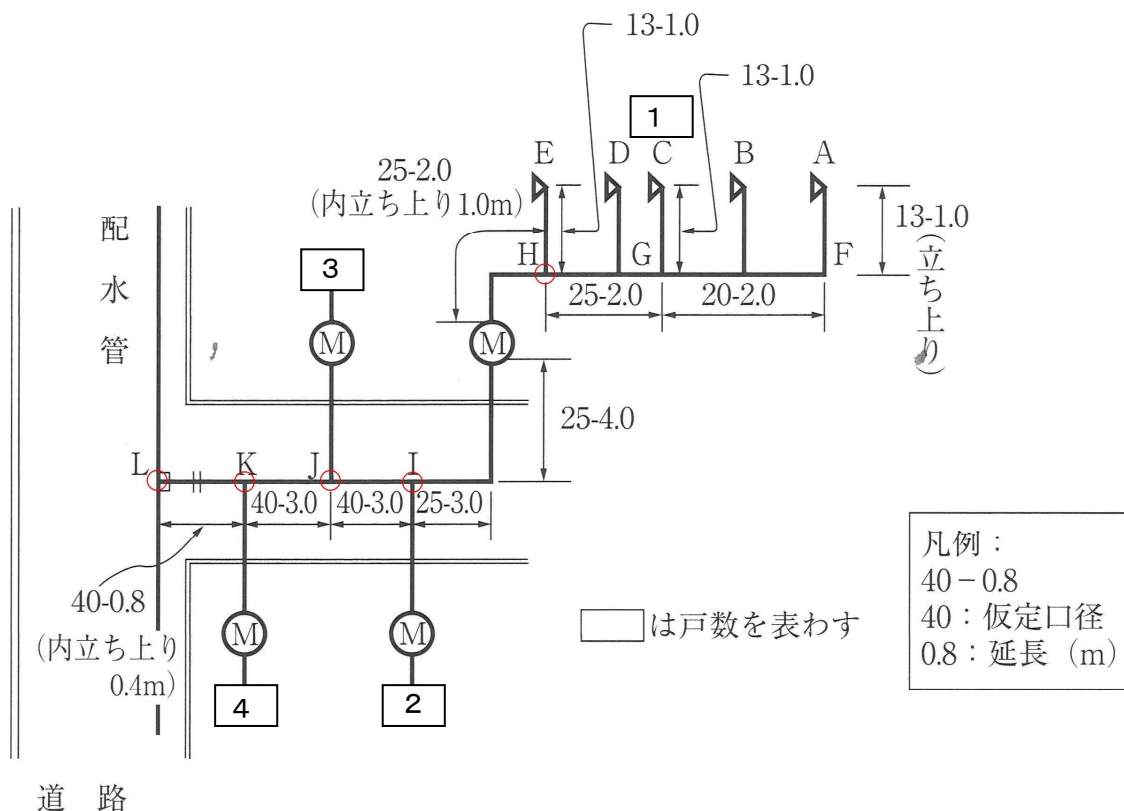 13-1.0
13-1.0
1
E D C B A
25-2.0
(内立ち上り1.0m)
13-1.0
(立ち上り)
配水管
3
H G F
25-2.0
20-2.0
M
M
25-4.0
L K J I
40-3.0
40-3.0
25-3.0
40-0.8
(内立ち上り
0.4m)
M
M
4
2
□は戸数を表わす
凡例：
40－0.8
40：仮定口径
0.8：延長（m）
道路